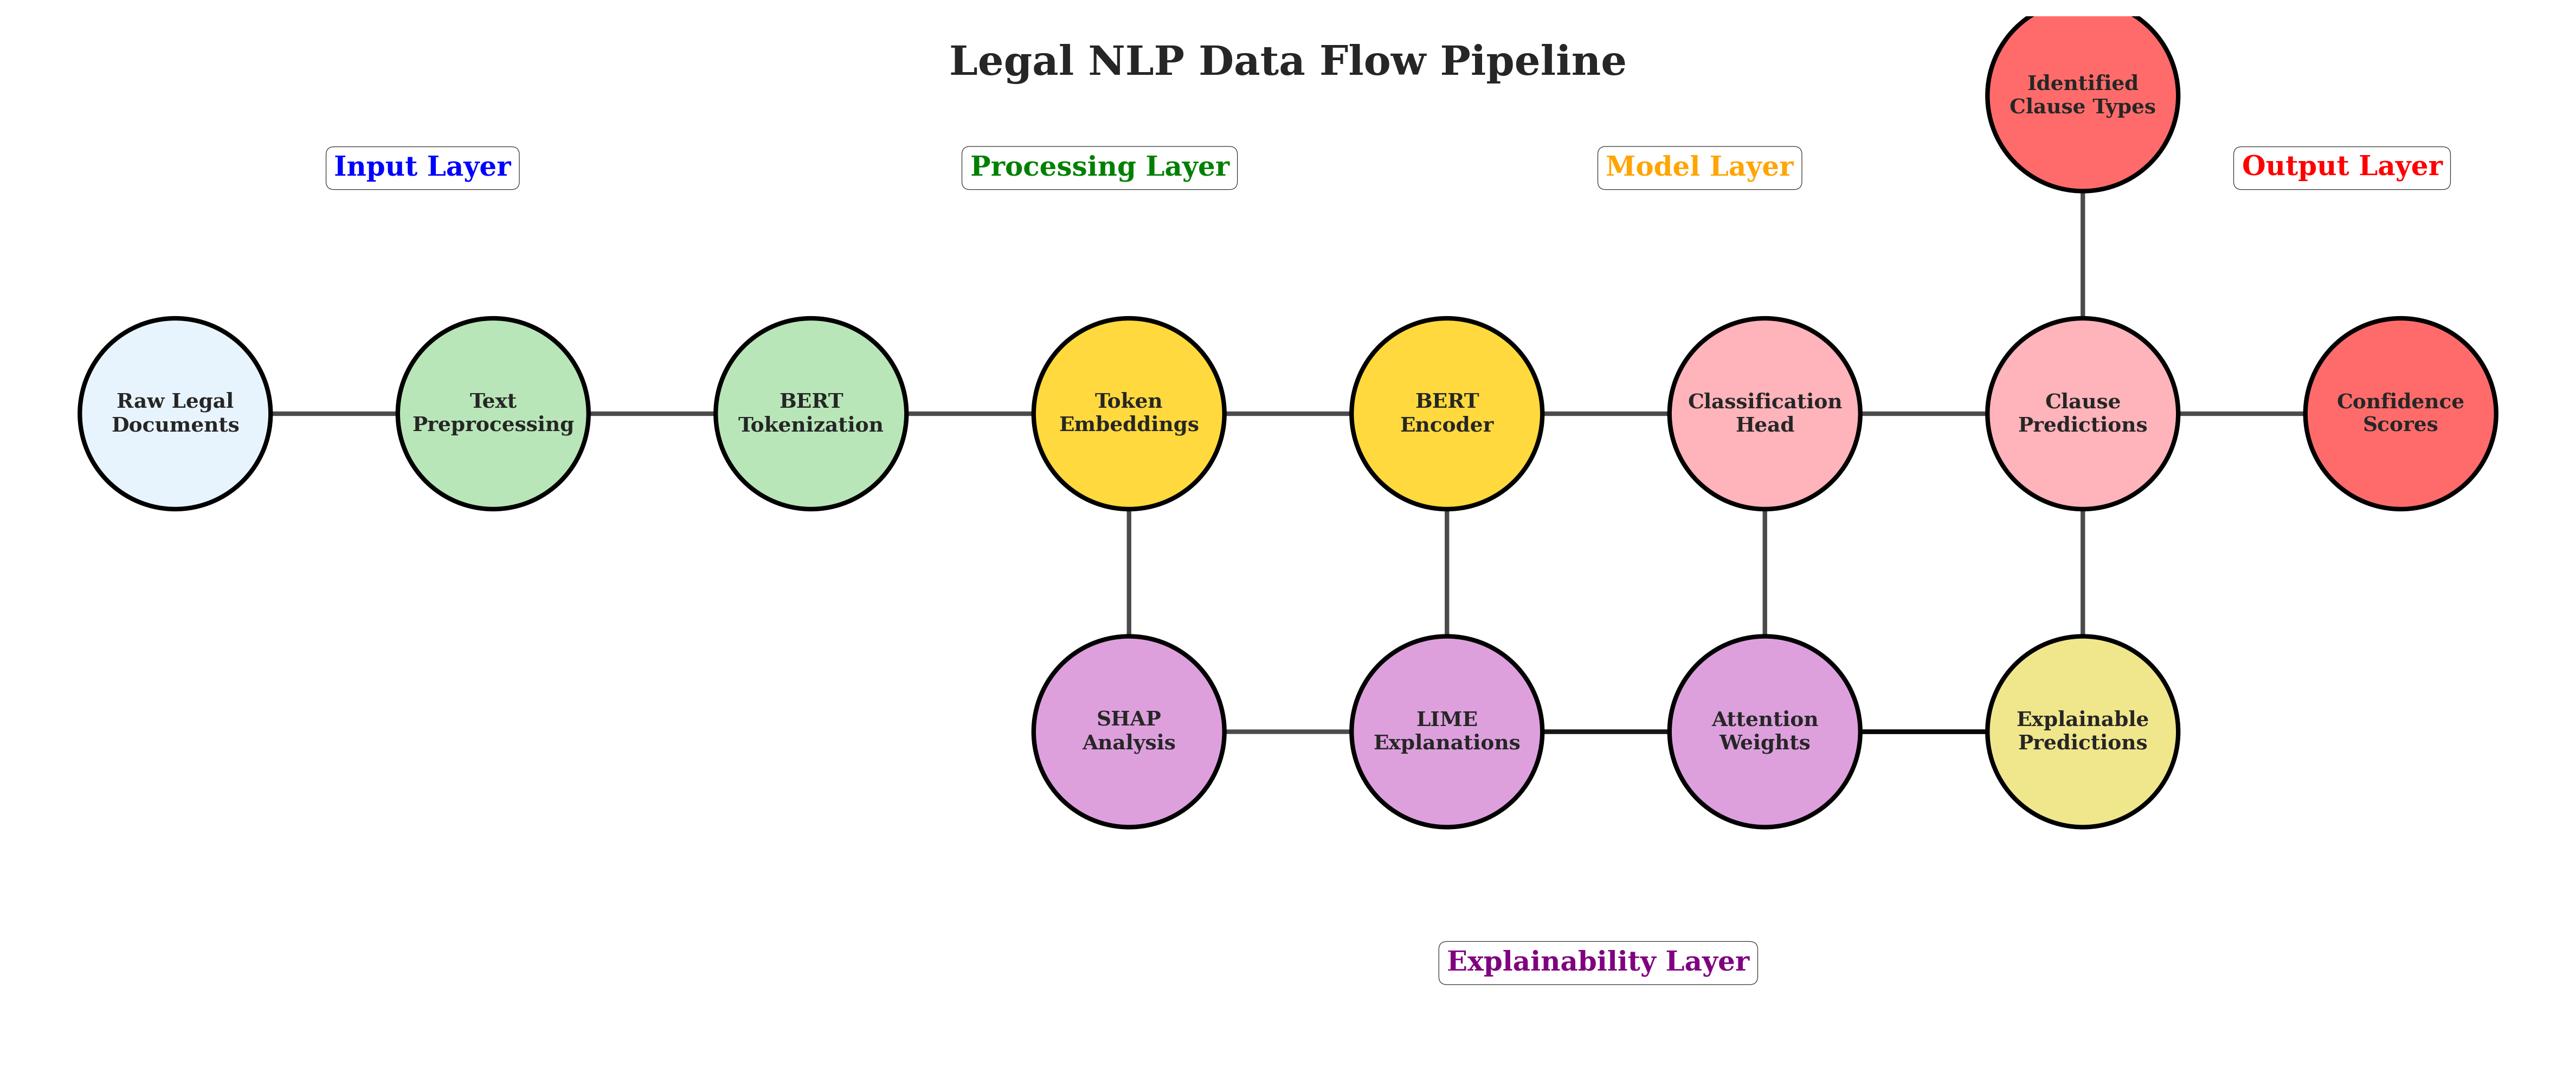 Legal NLP Data Flow Pipeline
Identified
Clause Types
Input Layer
Processing Layer
Model Layer
Output Layer
Raw Legal
Documents
Text
Preprocessing
BERT
Tokenization
Token
Embeddings
BERT
Encoder
Classification
Head
Clause
Predictions
Confidence
Scores
SHAP
Analysis
LIME
Explanations
Attention
Weights
Explainable
Predictions
Explainability Layer